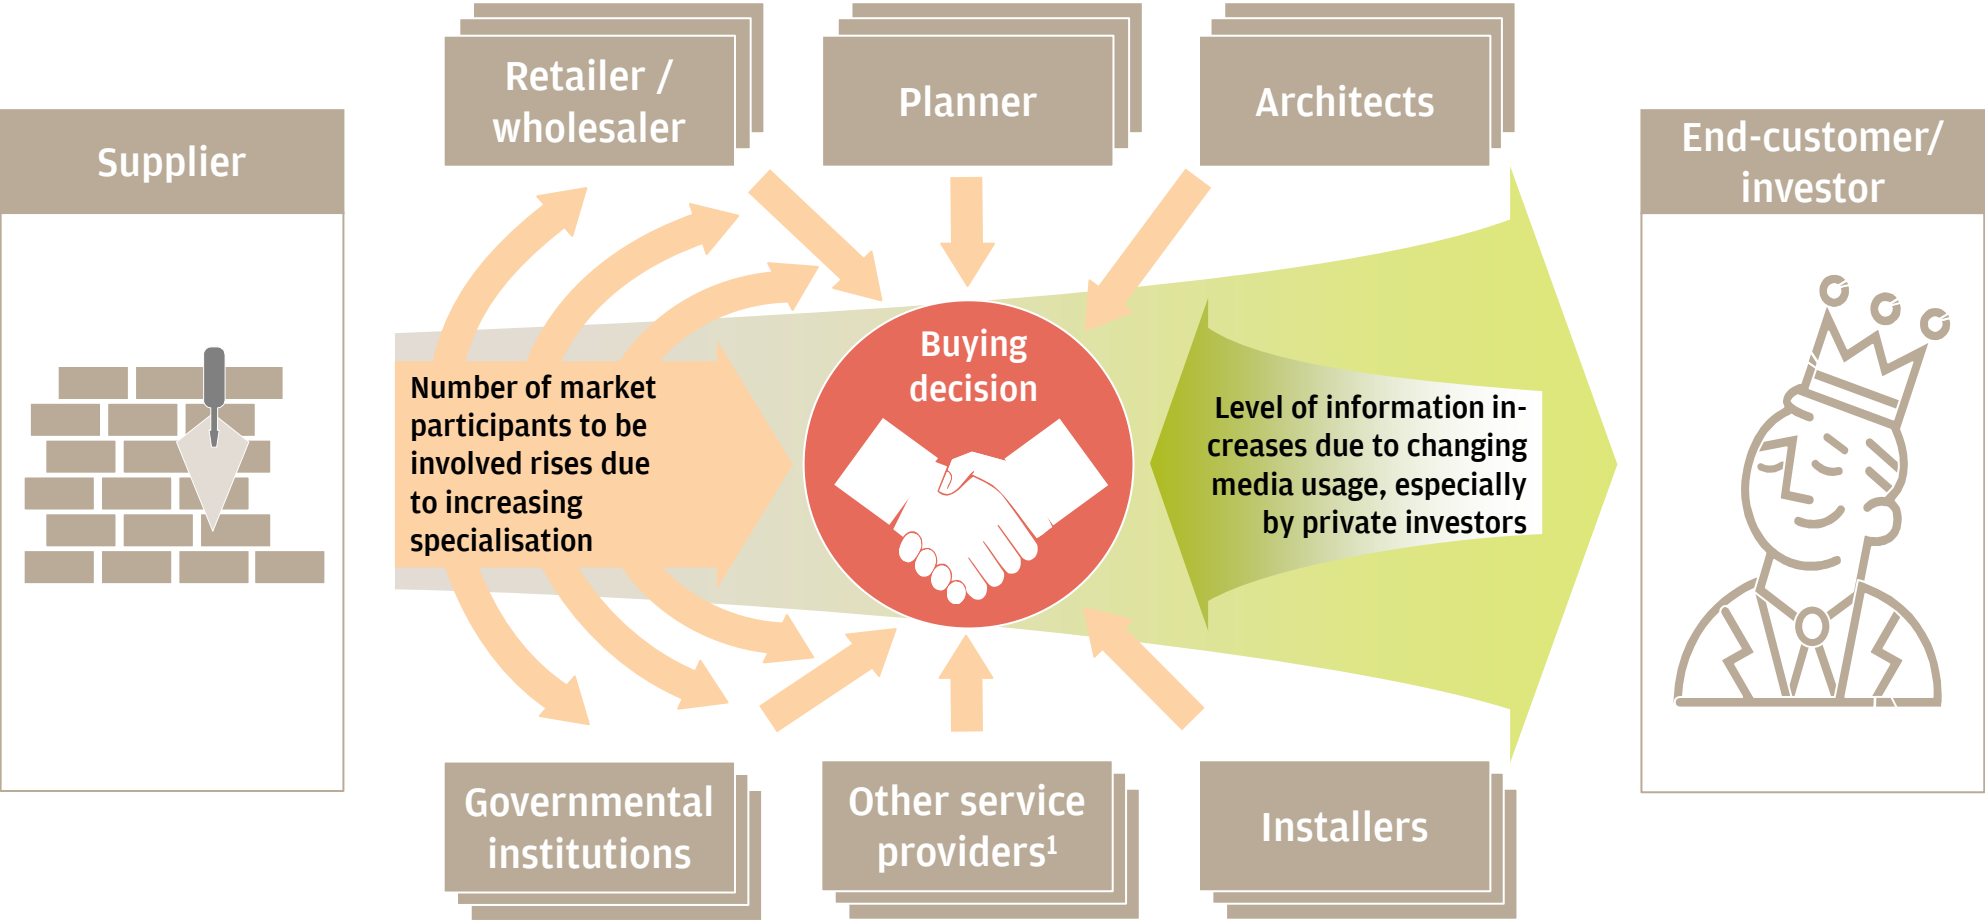 Retailer /
wholesaler
Planner
Architects
Supplier
End-customer/
investor
Buying
decision
Number of market
participants to be
involved rises due
to increasing
specialisation
Level of information in-
creases due to changing
media usage, especially
by private investors
Governmental
institutions
Other service
providers¹
Installers